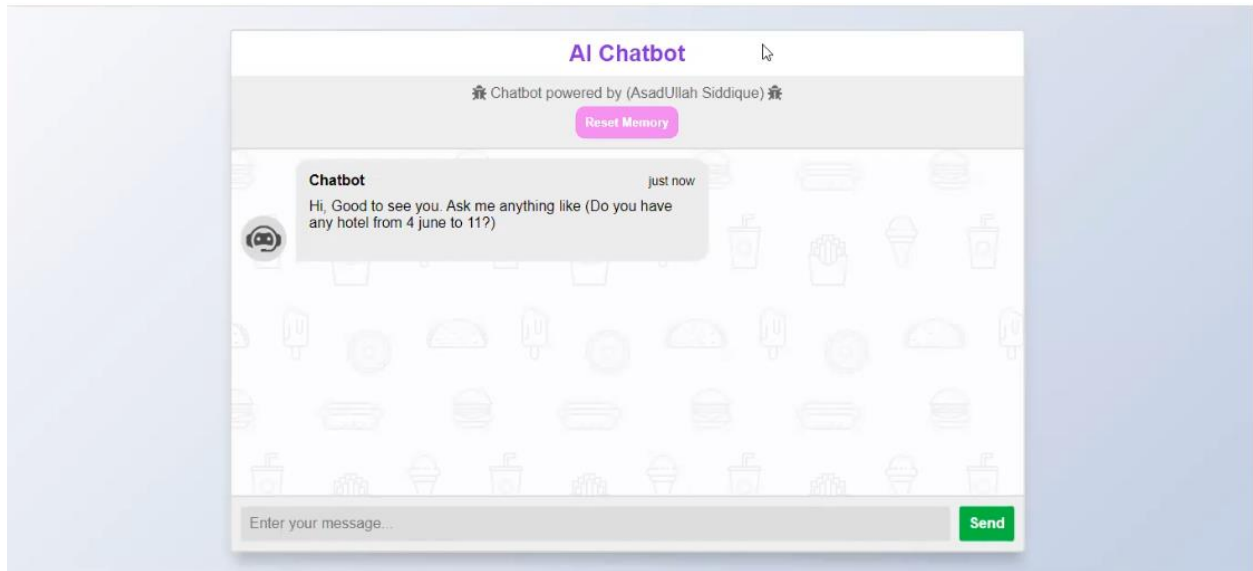 AI Chatbot
Chatbot powered by (AsadUllah Siddique)
Reset Memory
Chatbot just now
Hi, Good to see you. Ask me anything like (Do you have
any hotel from 4 june to 11?)
Enter your message... Send